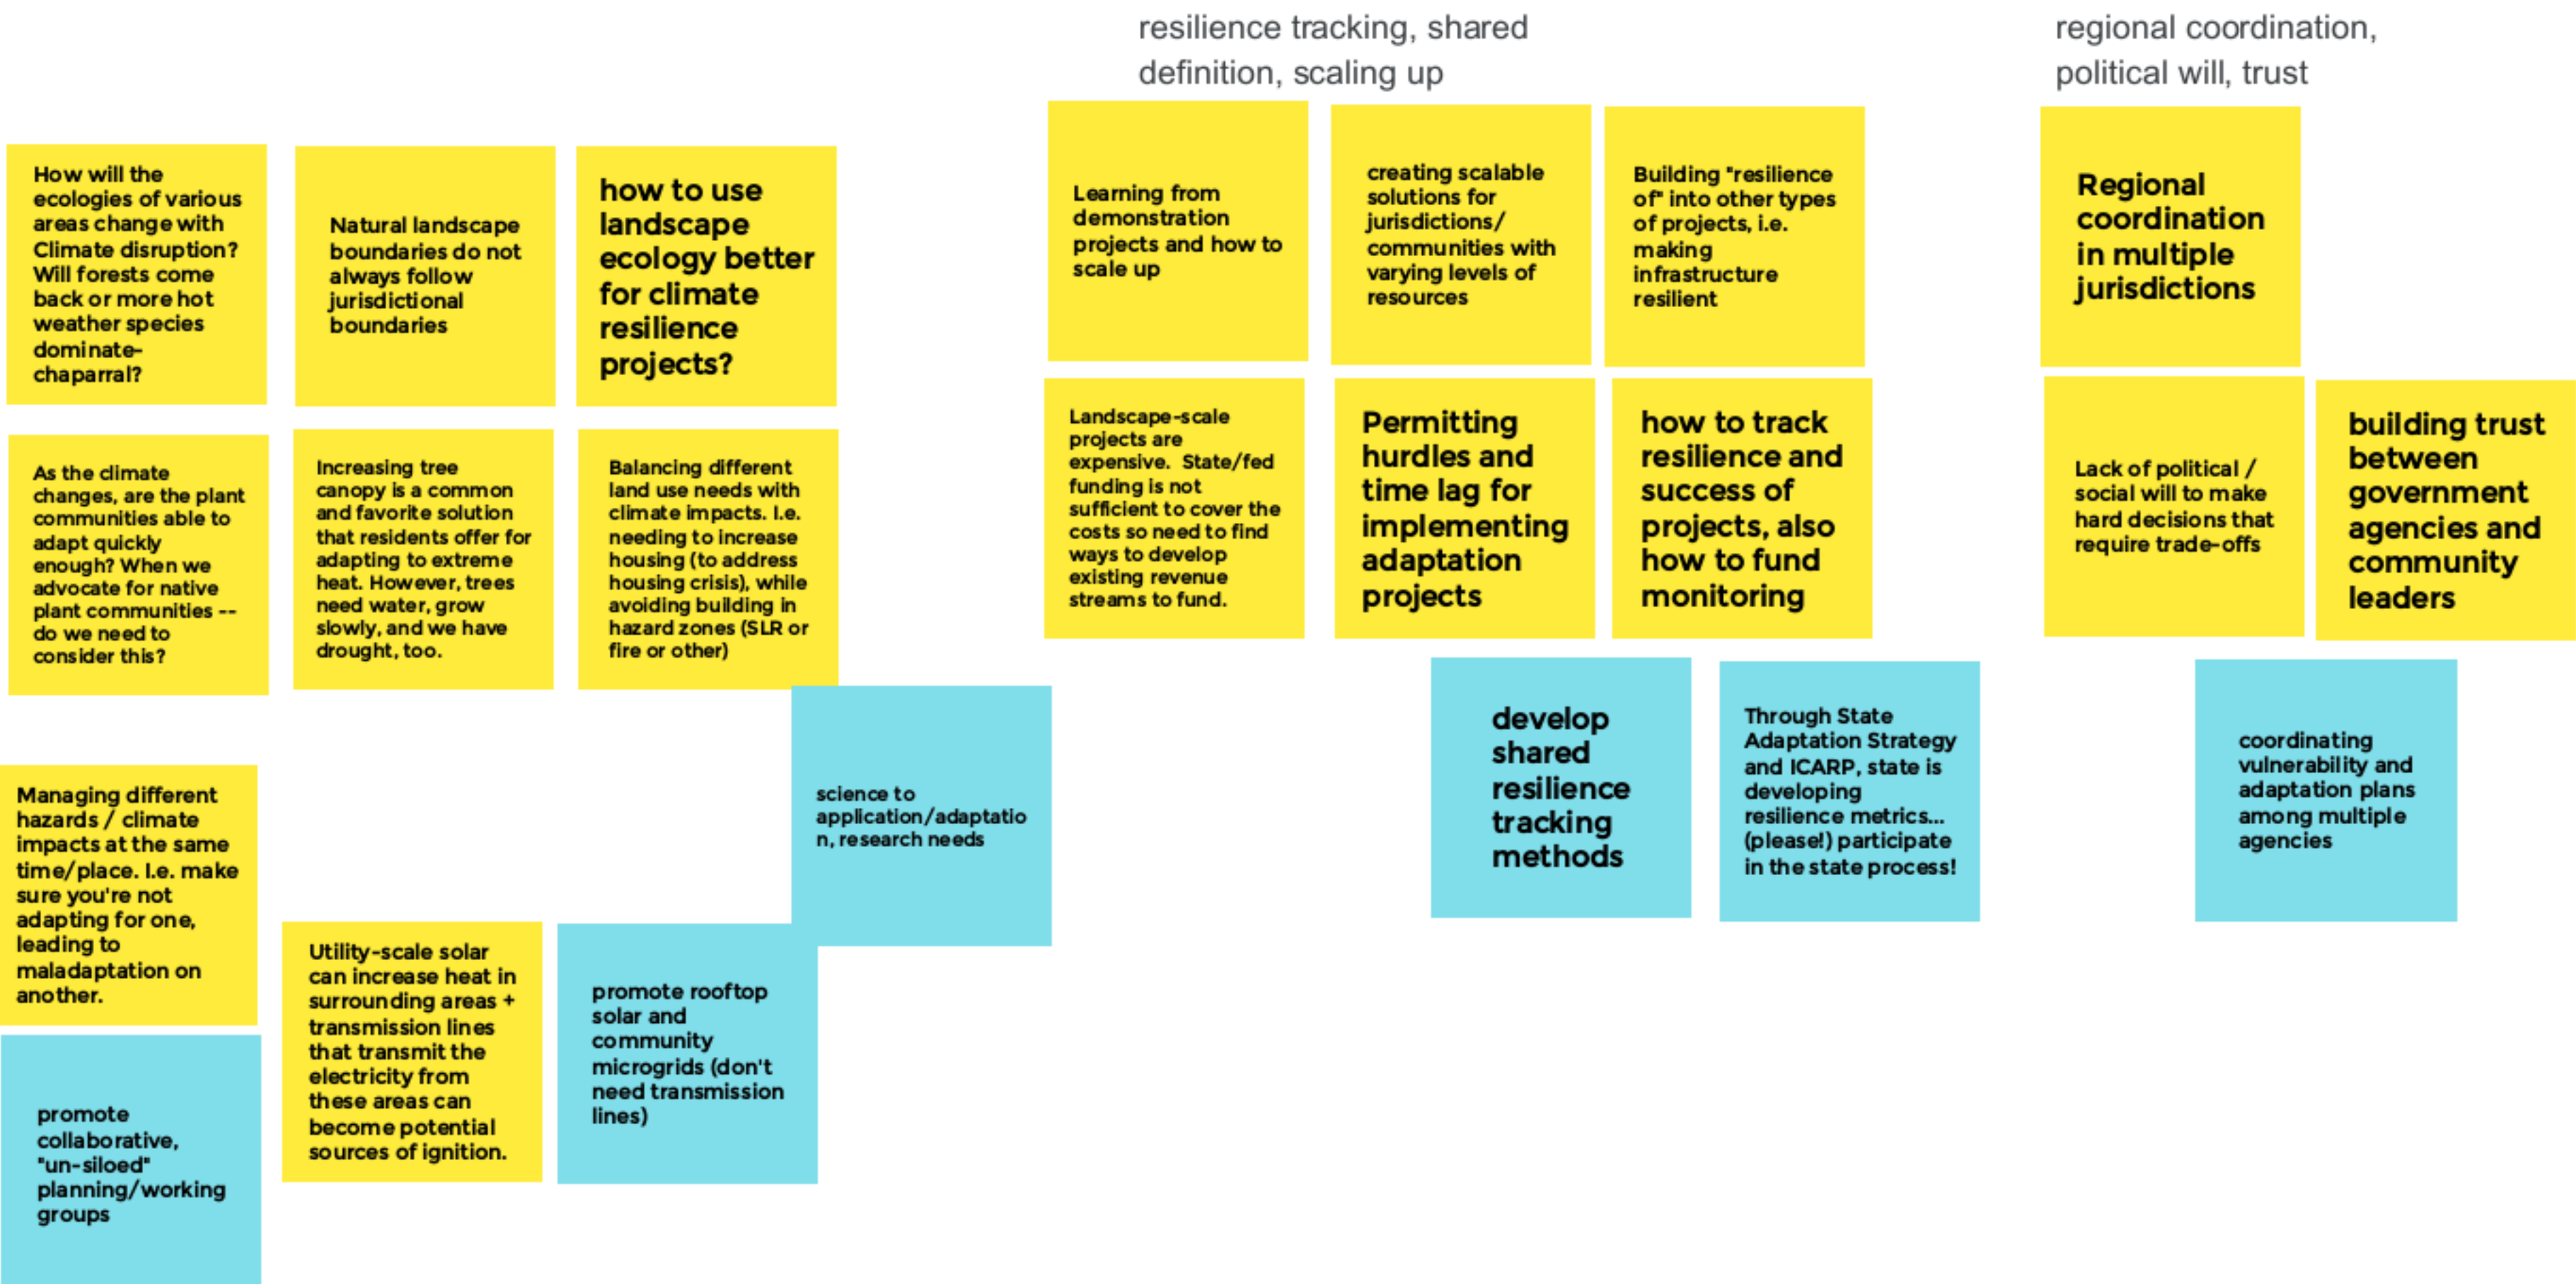 resilience tracking, shared
definition, scaling up
regional coordination,
political will, trust
How will the
ecologies of various
areas change with
Climate disruption?
Will forests come
back or more hot
weather species
dominate-
chaparral?
Natural landscape
boundaries do not
always follow
jurisdictional
boundaries
how to use
landscape
ecology better
for climate
resilience
projects?
Learning from
demonstration
projects and how to
scale up
creating scalable
solutions for
jurisdictions/
communities with
varying levels of
resources
Building "resilience
of" into other types
of projects, i.e.
making
infrastructure
resilient
Regional
coordination
in multiple
jurisdictions
As the climate
changes, are the plant
communities able to
adapt quickly
enough? When we
advocate for native
plant communities --
do we need to
consider this?
Increasing tree
canopy is a common
and favorite solution
that residents offer for
adapting to extreme
heat. However, trees
need water, grow
slowly, and we have
drought, too.
Balancing different
land use needs with
climate impacts. I.e.
needing to increase
housing (to address
housing crisis), while
avoiding building in
hazard zones (SLR or
fire or other)
Landscape-scale
projects are
expensive. State/fed
funding is not
sufficient to cover the
costs so need to find
ways to develop
existing revenue
streams to fund.
Permitting
hurdles and
time lag for
implementing
adaptation
projects
how to track
resilience and
success of
projects, also
how to fund
monitoring
Lack of political /
social will to make
hard decisions that
require trade-offs
building trust
between
government
agencies and
community
leaders
Managing different
hazards / climate
impacts at the same
time/place. I.e. make
sure you're not
adapting for one,
leading to
maladaptation on
another.
science to
application/adaptatio
n, research needs
develop
shared
resilience
tracking
methods
Through State
Adaptation Strategy
and ICARP, state is
developing
resilience metrics...
(please!) participate
in the state process!
coordinating
vulnerability and
adaptation plans
among multiple
agencies
Utility-scale solar
can increase heat in
surrounding areas +
transmission lines
that transmit the
electricity from
these areas can
become potential
sources of ignition.
promote rooftop
solar and
community
microgrids (don't
need transmission
lines)
promote
collaborative,
"un-siloed"
planning/working
groups